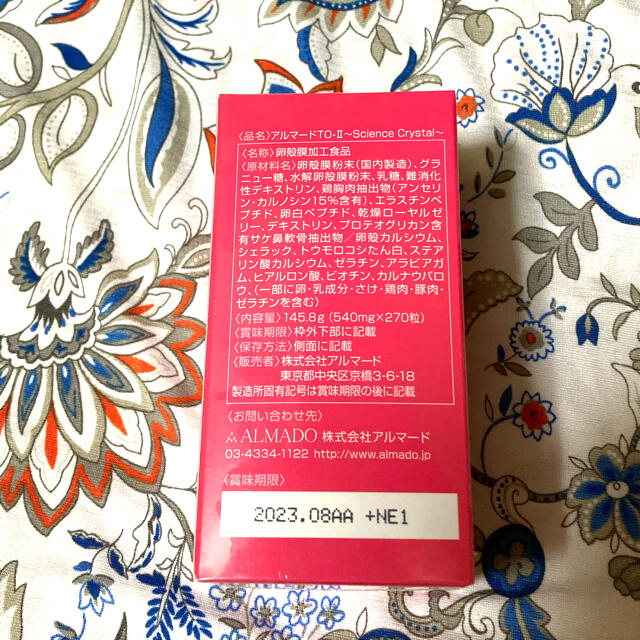 〈品名〉アルマードTO-Ⅱ～Science Crystal～
〈名称〉卵殻膜加工食品
〈原材料名〉卵殻膜粉末(国内製造)、グラ
ニュー糖、水解卵殻膜粉末、乳糖、難消化
性デキストリン、鶏胸肉抽出物(アンセリ
ン・カルノシン15%含有)、エラスチンペ
プチド、卵白ペプチド、乾燥ローヤルゼ
リー、デキストリン、プロテオグリカン含
有サケ鼻軟骨抽出物／卵殻カルシウム、
シェラック、トウモロコシたん白、ステア
リン酸カルシウム、ゼラチン、アラビアガ
ム、ヒアルロン酸、ビオチン、カルナウバロ
ウ、(一部に卵・乳成分・さけ・鶏肉・豚肉・
ゼラチンを含む)
〈内容量〉145.8g(540mg×270粒)
〈賞味期限〉枠外下部に記載
〈保存方法〉側面に記載
〈販売者〉株式会社アルマード
東京都中央区京橋3-6-18
製造所固有記号は賞味期限の後に記載
〈お問い合わせ先〉
ALMADO 株式会社アルマード
03-4334-1122 http://www.almado.jp
〈賞味期限〉
2023.08AA +NE1